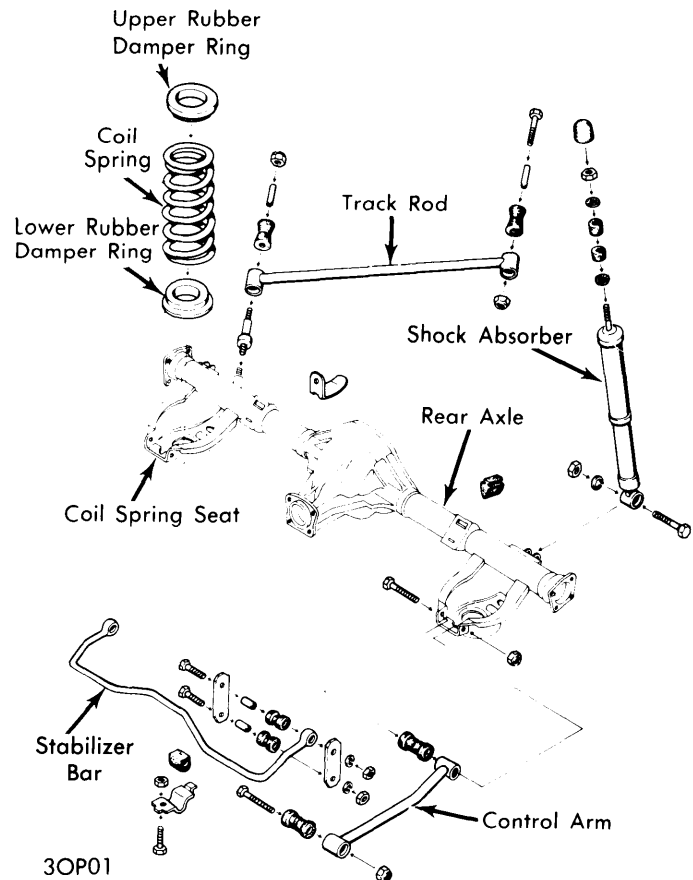 Upper Rubber
Damper Ring
Coil
Spring
Track Rod
Lower Rubber
Damper Ring
Shock Absorber
Rear Axle
Coil Spring Seat
Stabilizer
Bar
Control Arm
3OP01